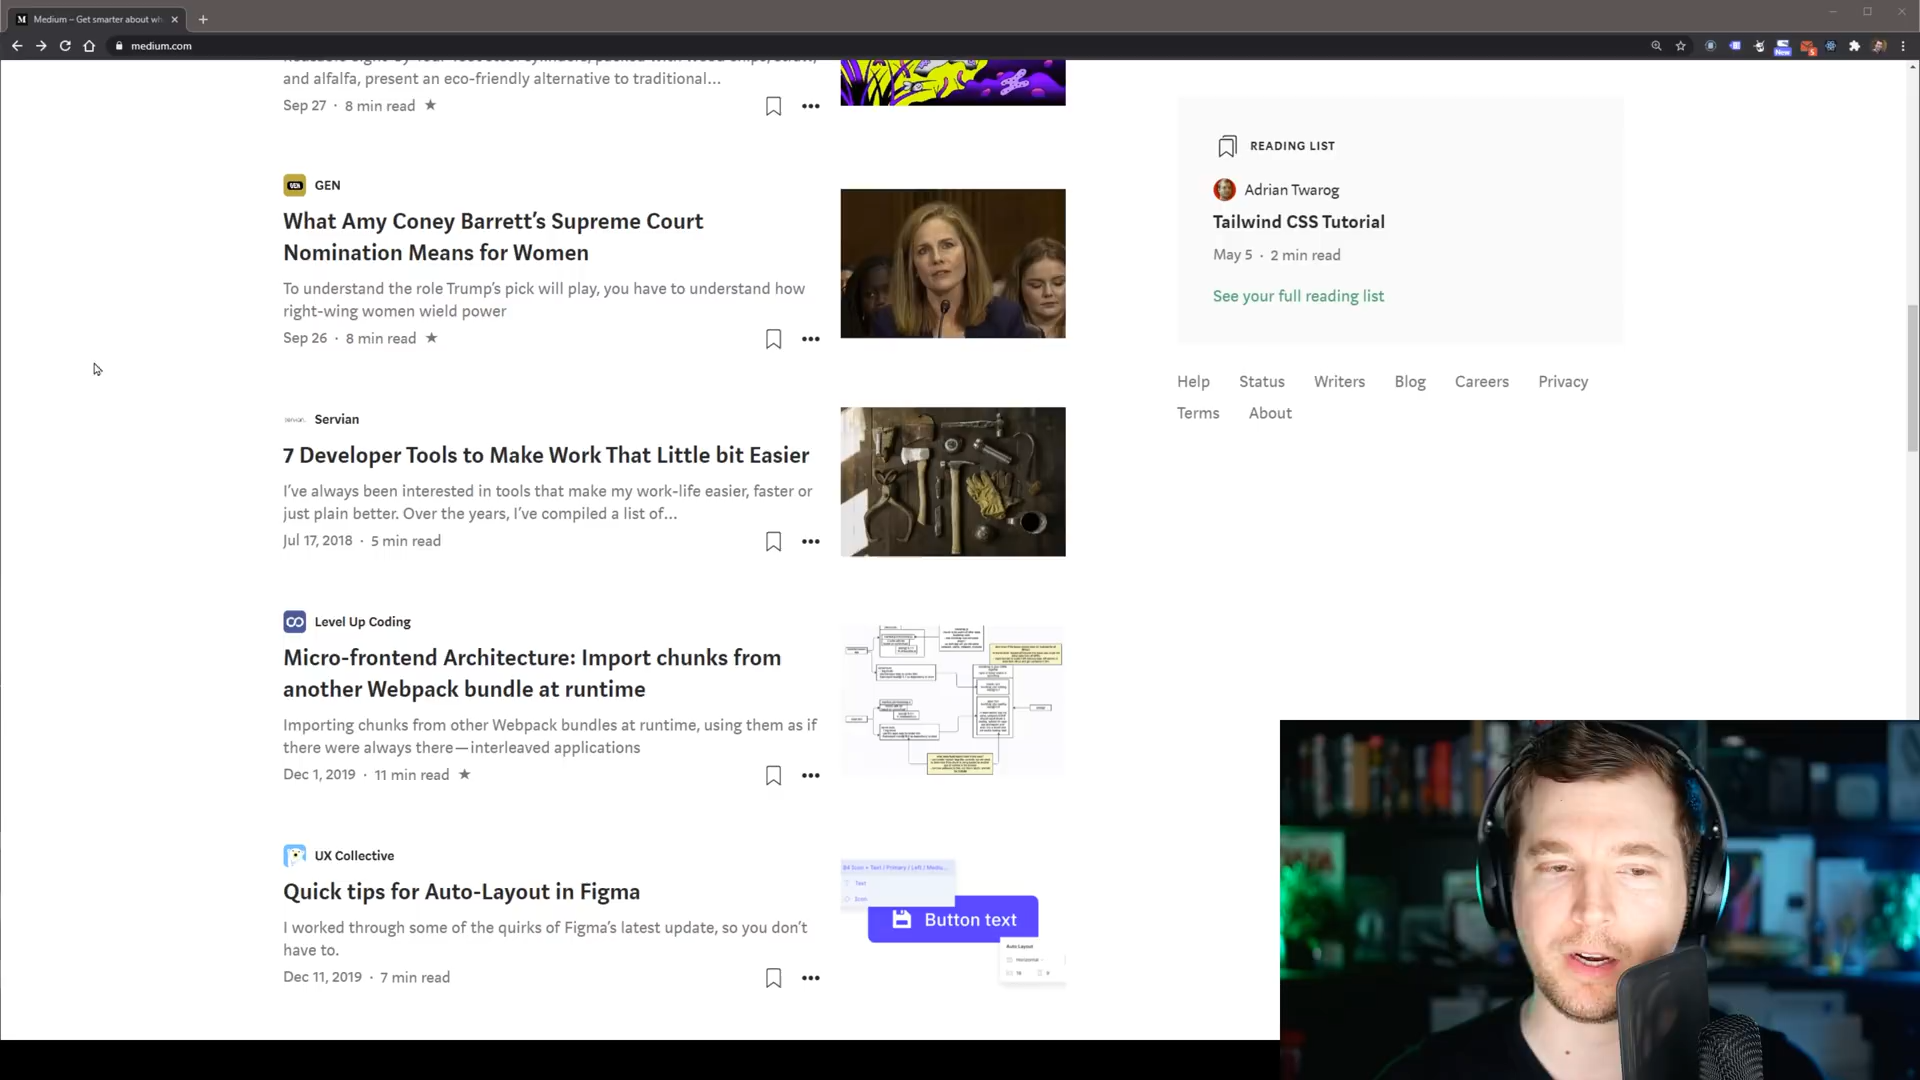 Medium – Get smarter about wh
medium.com
New
and alfalfa, present an eco-friendly alternative to traditional…
Sep 27 · 8 min read ★
GEN
What Amy Coney Barrett’s Supreme Court
Nomination Means for Women
To understand the role Trump’s pick will play, you have to understand how
right-wing women wield power
Sep 26 · 8 min read ★
Servian
7 Developer Tools to Make Work That Little bit Easier
I’ve always been interested in tools that make my work-life easier, faster or
just plain better. Over the years, I’ve compiled a list of…
Jul 17, 2018 · 5 min read
Level Up Coding
Micro-frontend Architecture: Import chunks from
another Webpack bundle at runtime
Importing chunks from other Webpack bundles at runtime, using them as if
there were always there — interleaved applications
Dec 1, 2019 · 11 min read ★
UX Collective
Quick tips for Auto-Layout in Figma
I worked through some of the quirks of Figma’s latest update, so you don’t
have to.
Dec 11, 2019 · 7 min read
Text
Icon
Button text
Auto Layout
Horizontal
READING LIST
Adrian Twarog
Tailwind CSS Tutorial
May 5 · 2 min read
See your full reading list
Help Status Writers Blog Careers Privacy
Terms About